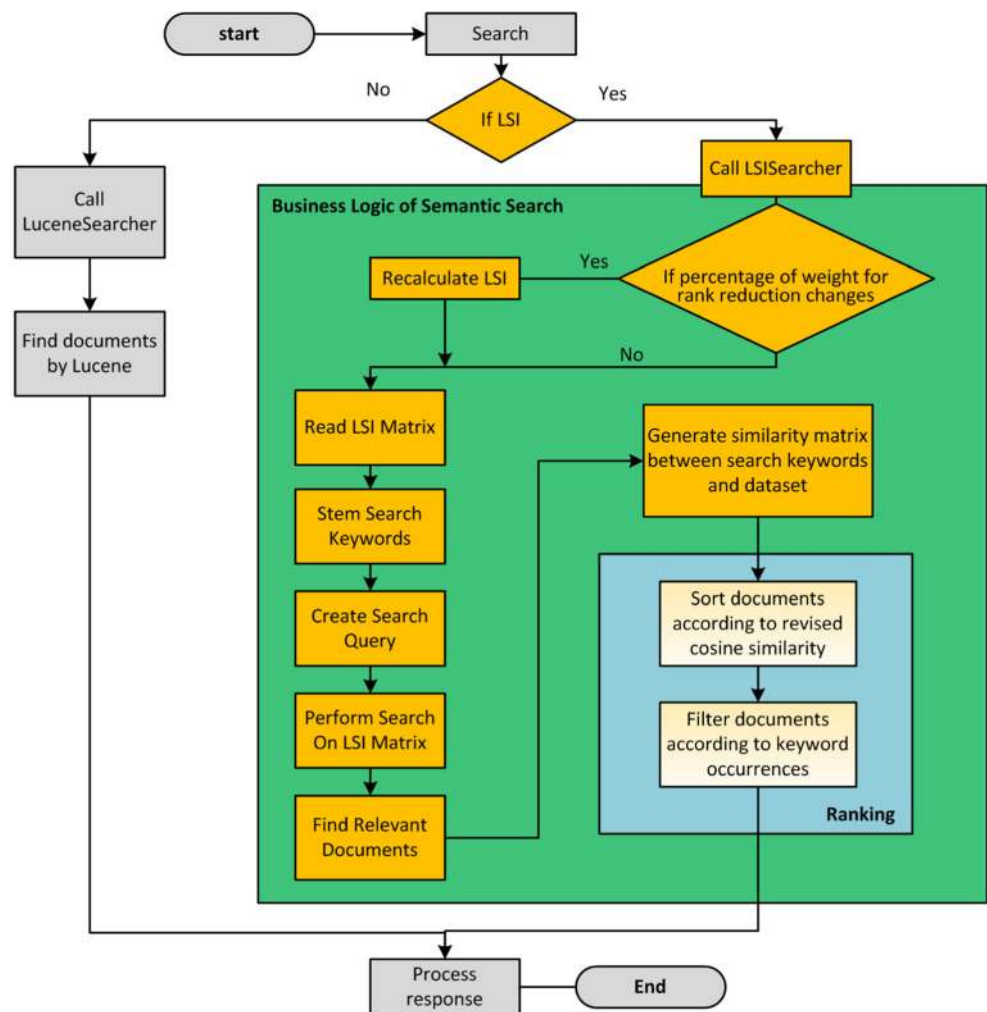 start
Search
No
Yes
If LSI
Call LSISearcher
Call
LuceneSearcher
Business Logic of Semantic Search
Yes
If percentage of weight for
rank reduction changes
Recalculate LSI
No
Find documents
by Lucene
Read LSI Matrix
Stem Search
Keywords
Create Search
Query
Perform Search
On LSI Matrix
Find Relevant
Documents
Generate similarity matrix
between search keywords
and dataset
Sort documents
according to revised
cosine similarity
Filter documents
according to keyword
occurrences
Ranking
Process
response
End